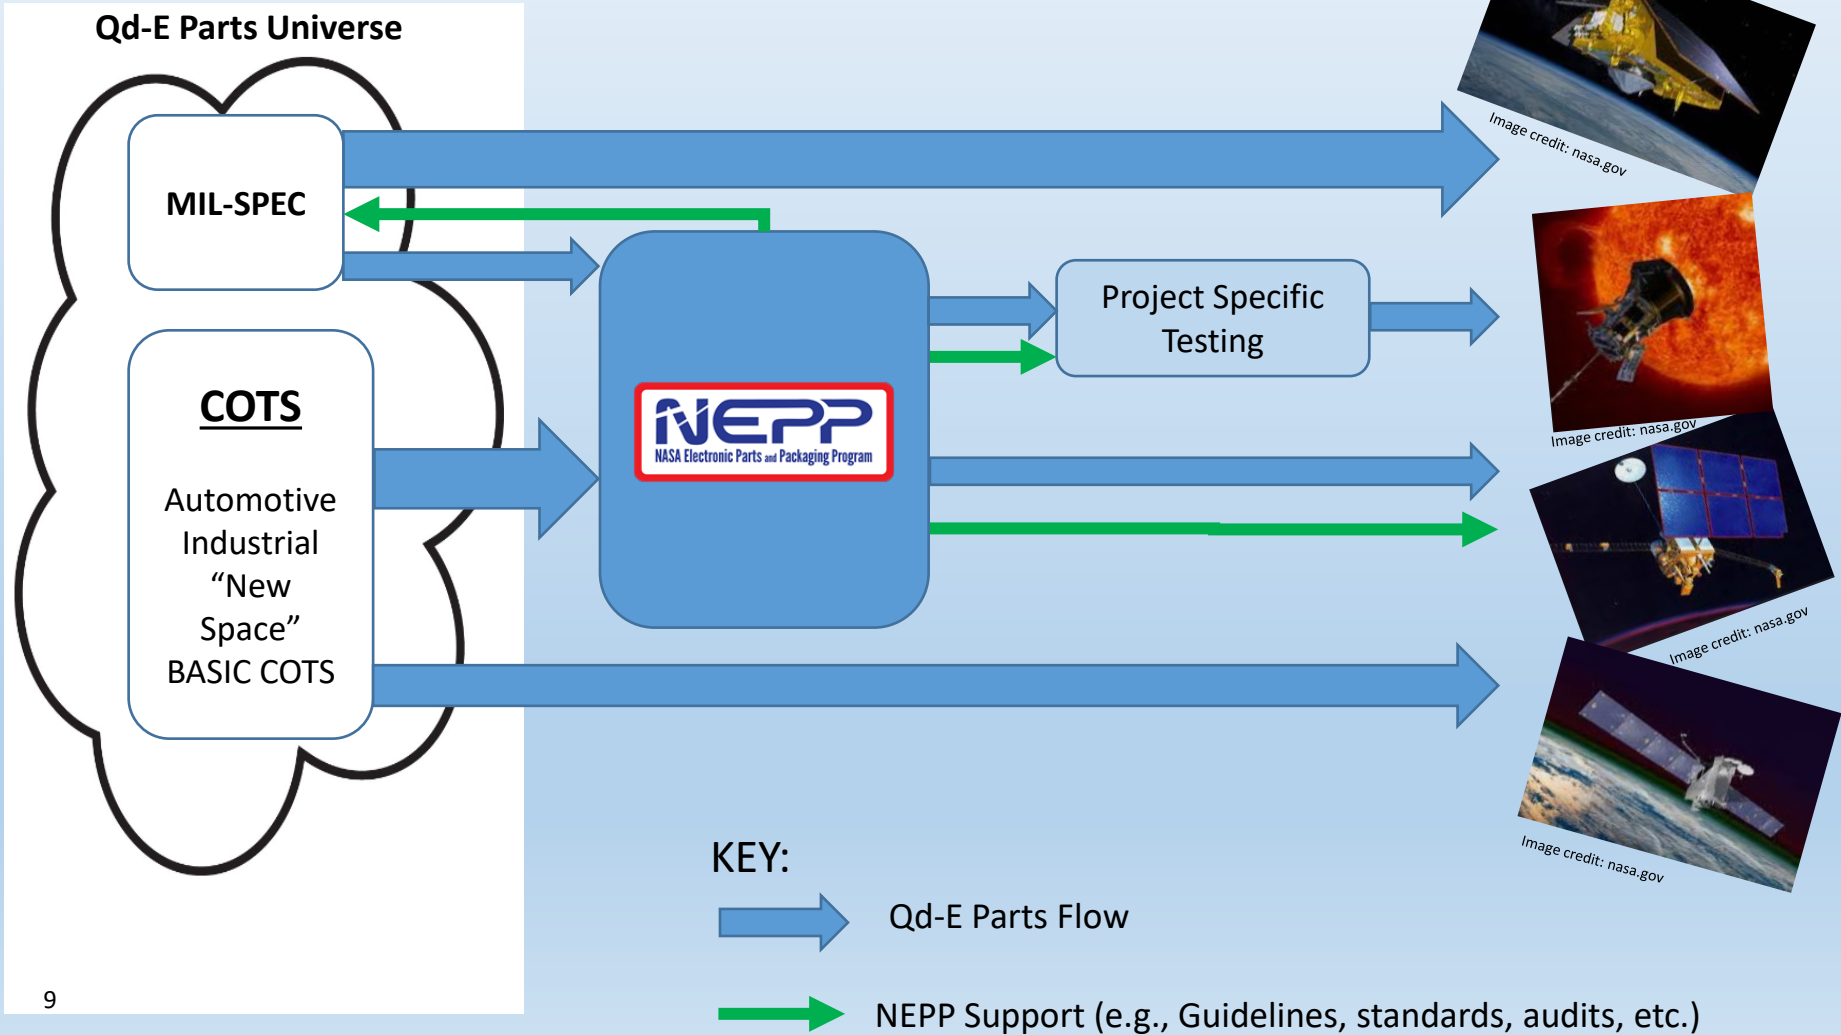 Qd-E Parts Universe
MIL-SPEC
COTS
Automotive
Industrial
“New
Space”
BASIC COTS
NEPP
NASA Electronic Parts and Packaging Program
Project Specific
Testing
Image credit: nasa.gov
Image credit: nasa.gov
Image credit: nasa.gov
Image credit: nasa.gov
KEY:
Qd-E Parts Flow
NEPP Support (e.g., Guidelines, standards, audits, etc.)
9